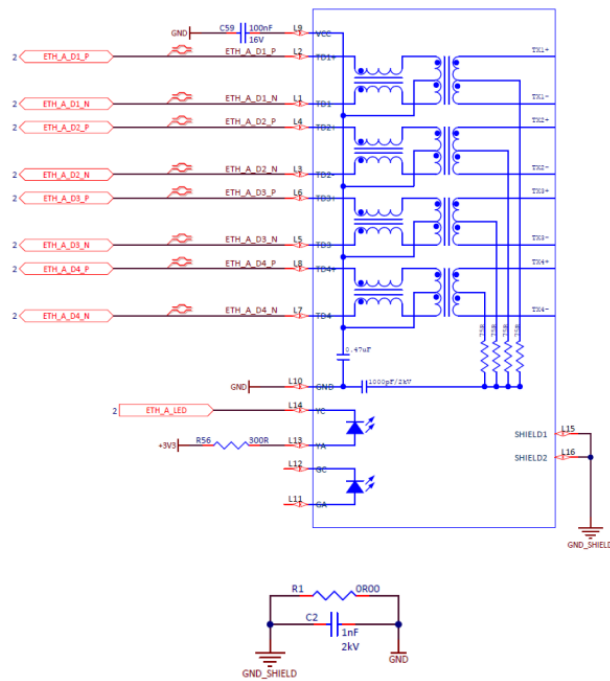 GND C59 100nF L9 VCC
16V
2 ETH_A_D1_P ETH_A_D1_P L2 TD1+ TX1+
2 ETH_A_D1_N ETH_A_D1_N L1 TD1- TX1-
2 ETH_A_D2_P ETH_A_D2_P L4 TD2+ TX2+
2 ETH_A_D2_N ETH_A_D2_N L3 TD2- TX2-
2 ETH_A_D3_P ETH_A_D3_P L6 TD3+ TX3+
2 ETH_A_D3_N ETH_A_D3_N L5 TD3- TX3-
2 ETH_A_D4_P ETH_A_D4_P L8 TD4+ TX4+
2 ETH_A_D4_N ETH_A_D4_N L7 TD4- TX4-
75R 75R 75R 75R
0.47uF
GND L10 GND 1000pF/2kV
2 ETH_A_LED L14 YC
+3V3 R56 300R L13 YA
L12 GC
L11 GA
SHIELD1 L15
SHIELD2 L16
GND_SHIELD
R1 0R00
C2 1nF
2kV
GND_SHIELD GND